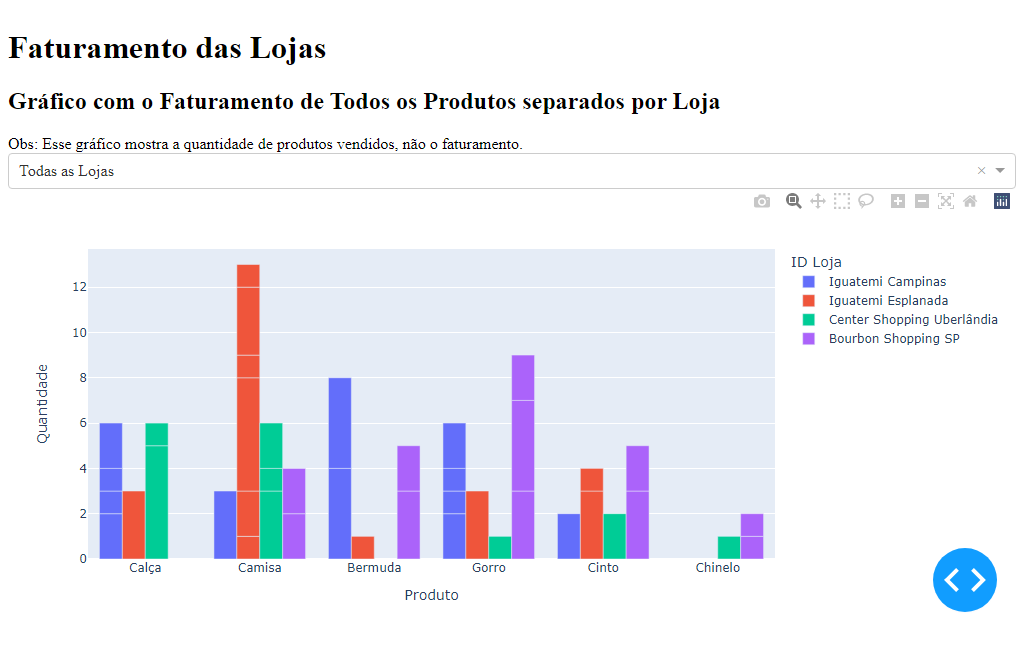 Faturamento das Lojas
Gráfico com o Faturamento de Todos os Produtos separados por Loja
Obs: Esse gráfico mostra a quantidade de produtos vendidos, não o faturamento.
Todas as Lojas
ID Loja
Iguatemi Campinas
Iguatemi Esplanada
Center Shopping Uberlândia
Bourbon Shopping SP
Quantidade
12
10
8
6
4
2
0
Calça Camisa Bermuda Gorro Cinto Chinelo
Produto